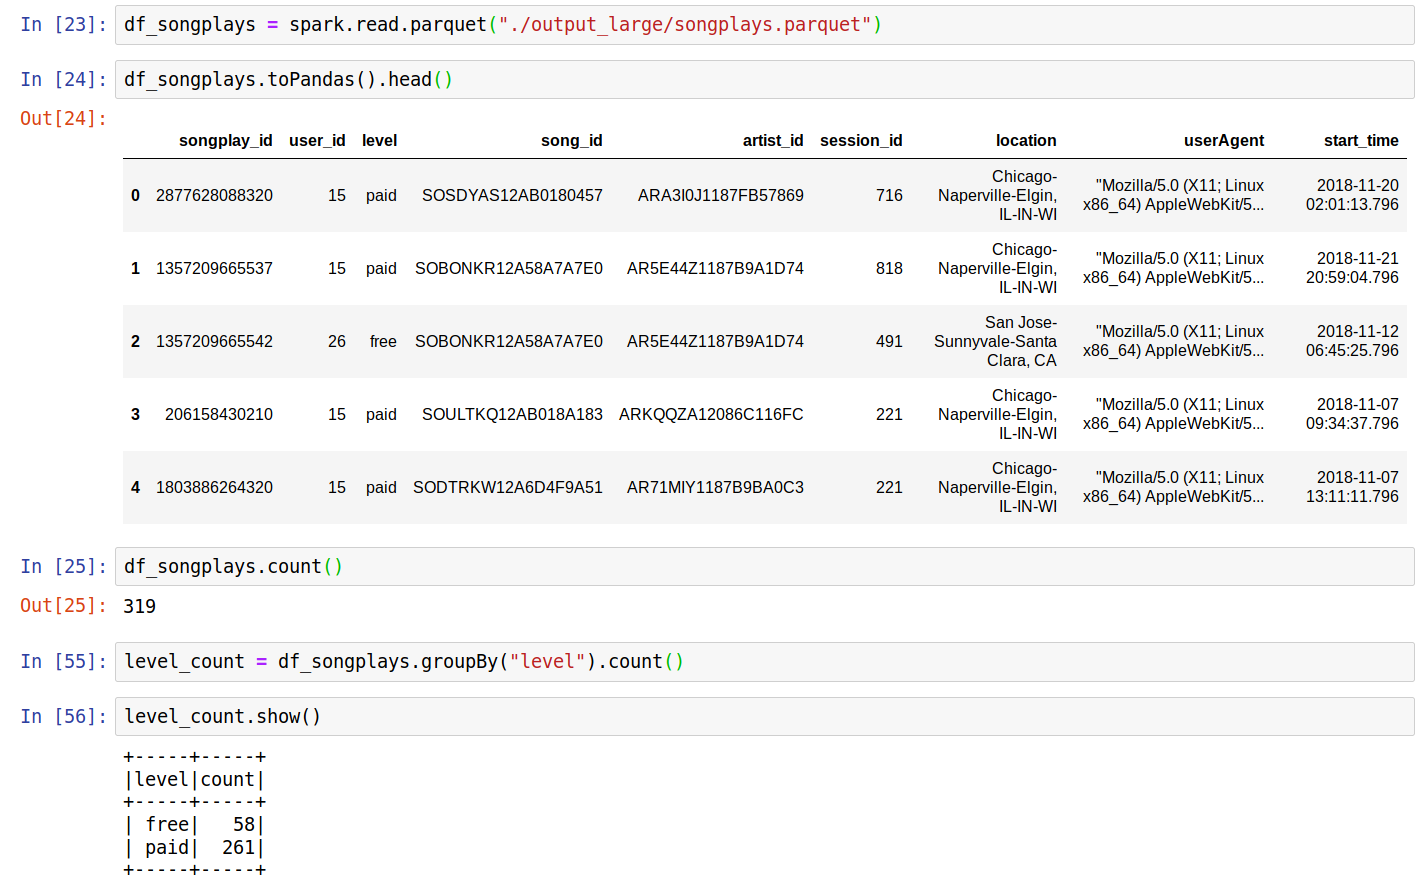 In [23]: df_songplays = spark.read.parquet("./output_large/songplays.parquet")
In [24]: df_songplays.toPandas().head()
Out[24]:
songplay_id user_id level song_id artist_id session_id location userAgent start_time
0 2877628088320 15 paid SOSDYAS12AB0180457 ARA3I0J1187FB57869 716 Chicago-Naperville-Elgin, IL-IN-WI "Mozilla/5.0 (X11; Linux x86_64) AppleWebKit/5... 2018-11-20 02:01:13.796
1 1357209665537 15 paid SOBONKR12A58A7A7E0 AR5E44Z1187B9A1D74 818 Chicago-Naperville-Elgin, IL-IN-WI "Mozilla/5.0 (X11; Linux x86_64) AppleWebKit/5... 2018-11-21 20:59:04.796
2 1357209665542 26 free SOBONKR12A58A7A7E0 AR5E44Z1187B9A1D74 491 San Jose-Sunnyvale-Santa Clara, CA "Mozilla/5.0 (X11; Linux x86_64) AppleWebKit/5... 2018-11-12 06:45:25.796
3 206158430210 15 paid SOULTKQ12AB018A183 ARKQQZA12086C116FC 221 Chicago-Naperville-Elgin, IL-IN-WI "Mozilla/5.0 (X11; Linux x86_64) AppleWebKit/5... 2018-11-07 09:34:37.796
4 1803886264320 15 paid SODTRKW12A6D4F9A51 AR71MlY1187B9BA0C3 221 Chicago-Naperville-Elgin, IL-IN-WI "Mozilla/5.0 (X11; Linux x86_64) AppleWebKit/5... 2018-11-07 13:11:11.796
In [25]: df_songplays.count()
Out[25]: 319
In [55]: level_count = df_songplays.groupBy("level").count()
In [56]: level_count.show()
+-----+-----+
|level|count|
+-----+-----+
| free|   58|
| paid|  261|
+-----+-----+